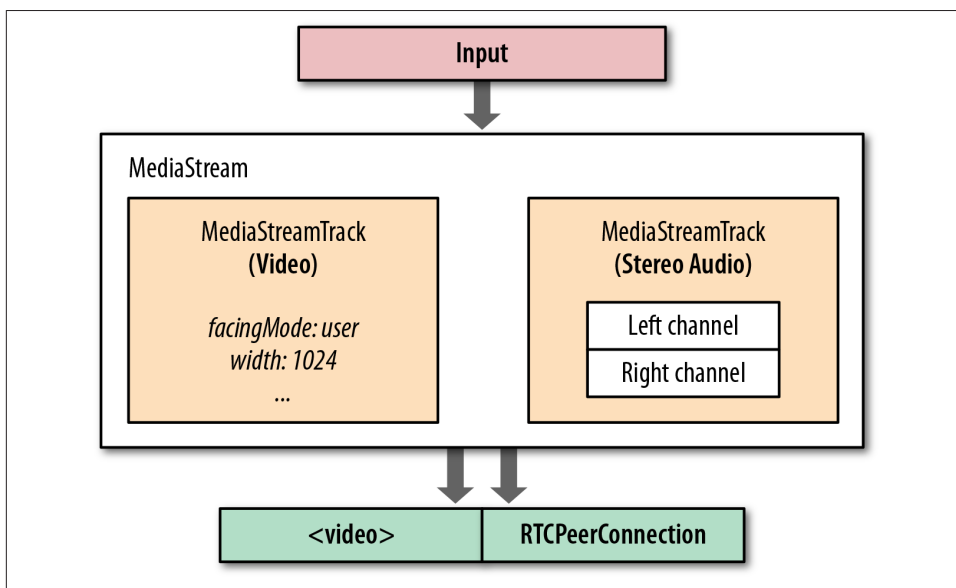 Input
MediaStream
MediaStreamTrack
(Video)
facingMode: user
width: 1024
...
MediaStreamTrack
(Stereo Audio)
Left channel
Right channel
<video>
RTCPeerConnection